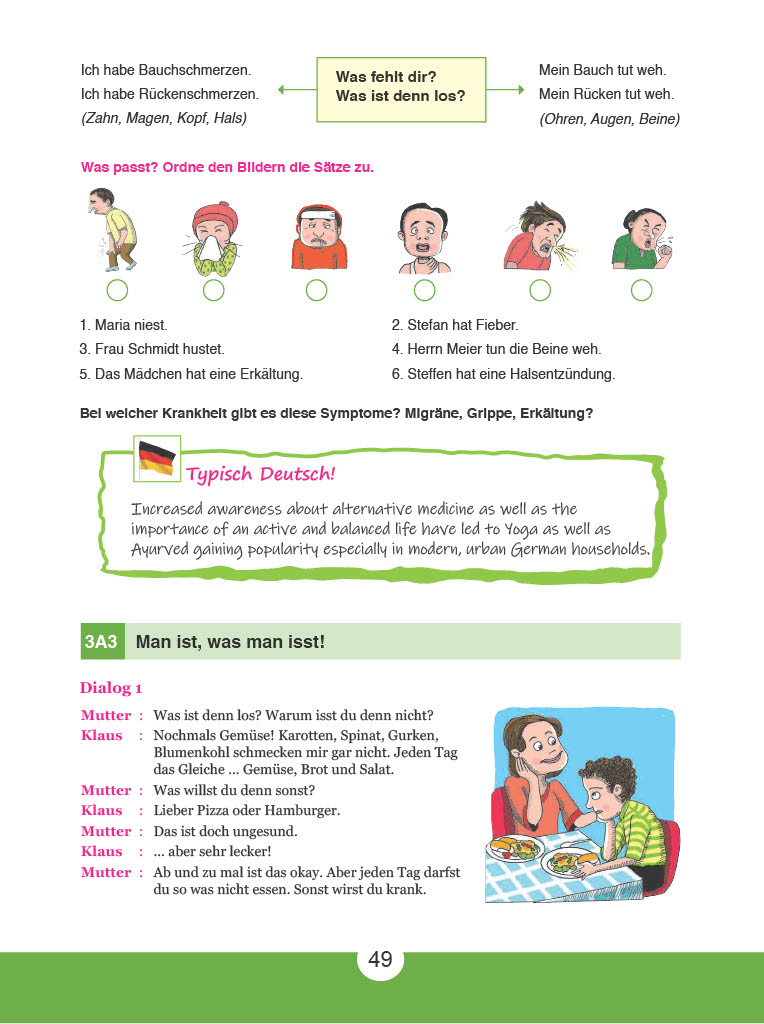 Ich habe Bauchschmerzen.
Ich habe Rückenschmerzen.
(Zahn, Magen, Kopf, Hals)
Was fehlt dir?
Was ist denn los?
Mein Bauch tut weh.
Mein Rücken tut weh.
(Ohren, Augen, Beine)
Was passt? Ordne den Bildern die Sätze zu.
1. Maria niest.
2. Stefan hat Fieber.
3. Frau Schmidt hustet.
4. Herrn Meier tun die Beine weh.
5. Das Mädchen hat eine Erkältung.
6. Steffen hat eine Halsentzündung.
Bei welcher Krankheit gibt es diese Symptome? Migräne, Grippe, Erkältung?
Typisch Deutsch!
Increased awareness about alternative medicine as well as the
importance of an active and balanced life have led to Yoga as well as
Ayurved gaining popularity especially in modern, urban German households.
3A3 Man ist, was man isst!
Dialog 1
Mutter : Was ist denn los? Warum isst du denn nicht?
Klaus : Nochmals Gemüse! Karotten, Spinat, Gurken,
Blumenkohl schmecken mir gar nicht. Jeden Tag
das Gleiche ... Gemüse, Brot und Salat.
Mutter : Was willst du denn sonst?
Klaus : Lieber Pizza oder Hamburger.
Mutter : Das ist doch ungesund.
Klaus : ... aber sehr lecker!
Mutter : Ab und zu mal ist das okay. Aber jeden Tag darfst
du so was nicht essen. Sonst wirst du krank.
49